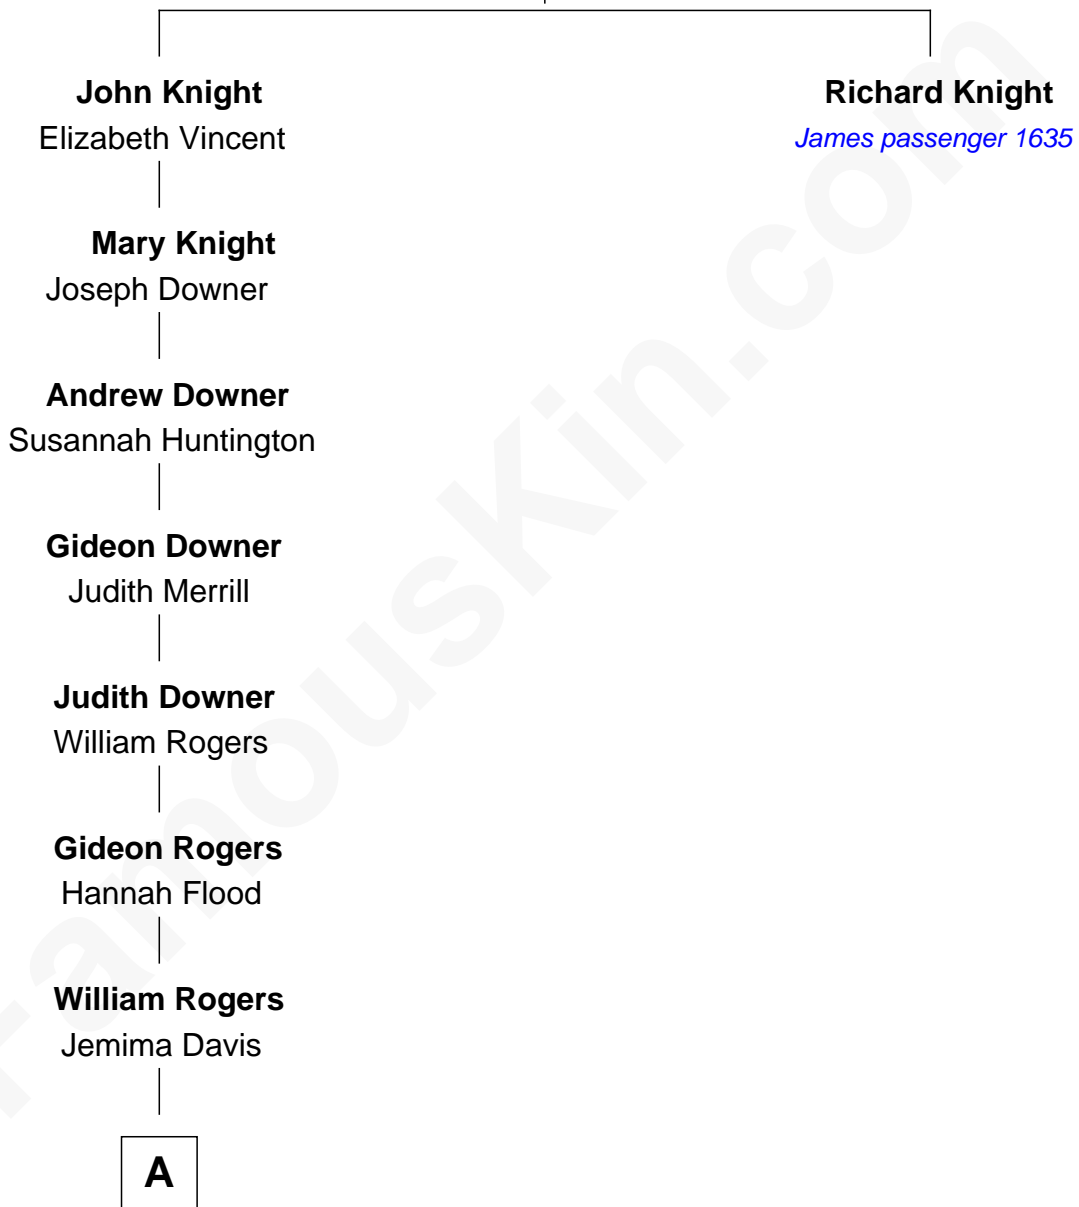 John Knight
Elizabeth Vincent
Richard Knight
James passenger 1635
Mary Knight
Joseph Downer
Andrew Downer
Susannah Huntington
Gideon Downer
Judith Merrill
Judith Downer
William Rogers
Gideon Rogers
Hannah Flood
William Rogers
Jemima Davis
A
FamousKin.com